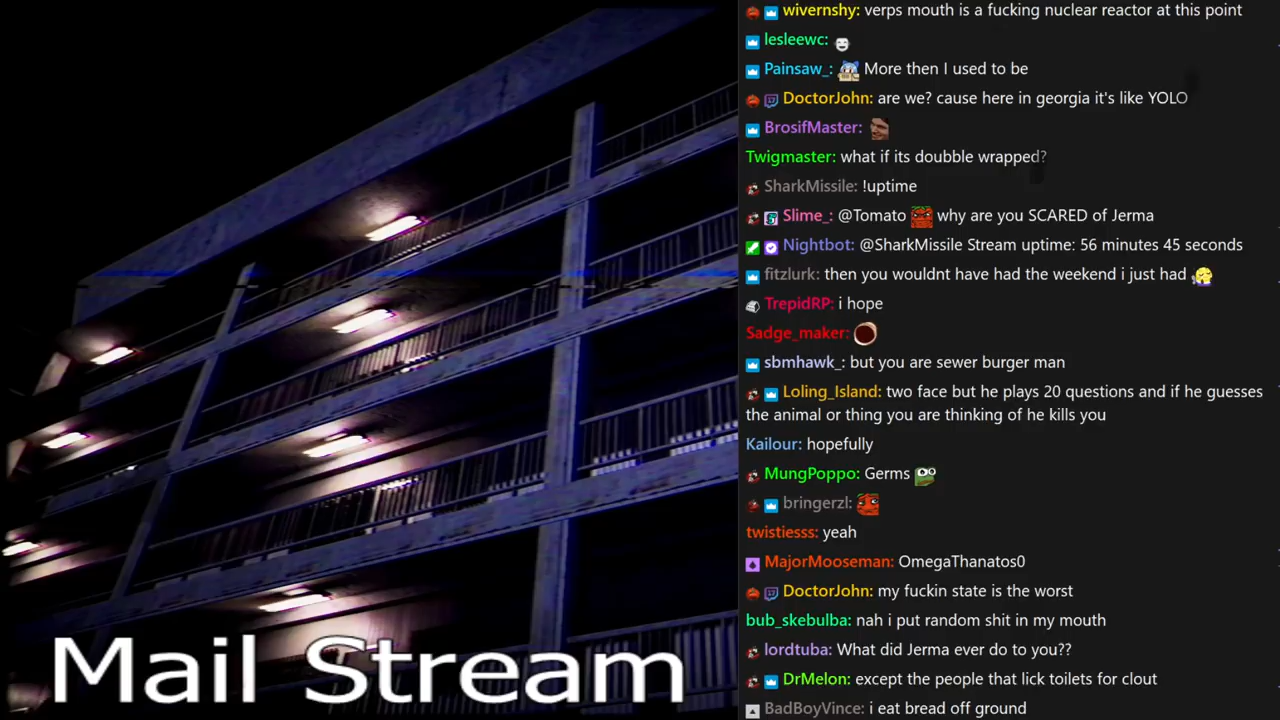 wivernshy: verps mouth is a fucking nuclear reactor at this point
lesleewc:
Painsaw_: More then I used to be
DoctorJohn: are we? cause here in georgia it's like YOLO
BrosifMaster:
Twigmaster: what if its doubble wrapped?
SharkMissile: !uptime
Slime_: @Tomato why are you SCARED of Jerma
Nightbot: @SharkMissile Stream uptime: 56 minutes 45 seconds
fitzlurk: then you wouldnt have had the weekend i just had
TrepidRP: i hope
Sadge_maker:
sbmhawk_: but you are sewer burger man
Loling_Island: two face but he plays 20 questions and if he guesses
the animal or thing you are thinking of he kills you
Kailour: hopefully
MungPoppo: Germs
bringerzl:
twistiesss: yeah
MajorMooseman: OmegaThanatos0
DoctorJohn: my fuckin state is the worst
bub_skebulba: nah i put random shit in my mouth
lordtuba: What did Jerma ever do to you??
DrMelon: except the people that lick toilets for clout
BadBoyVince: i eat bread off ground
Mail Stream